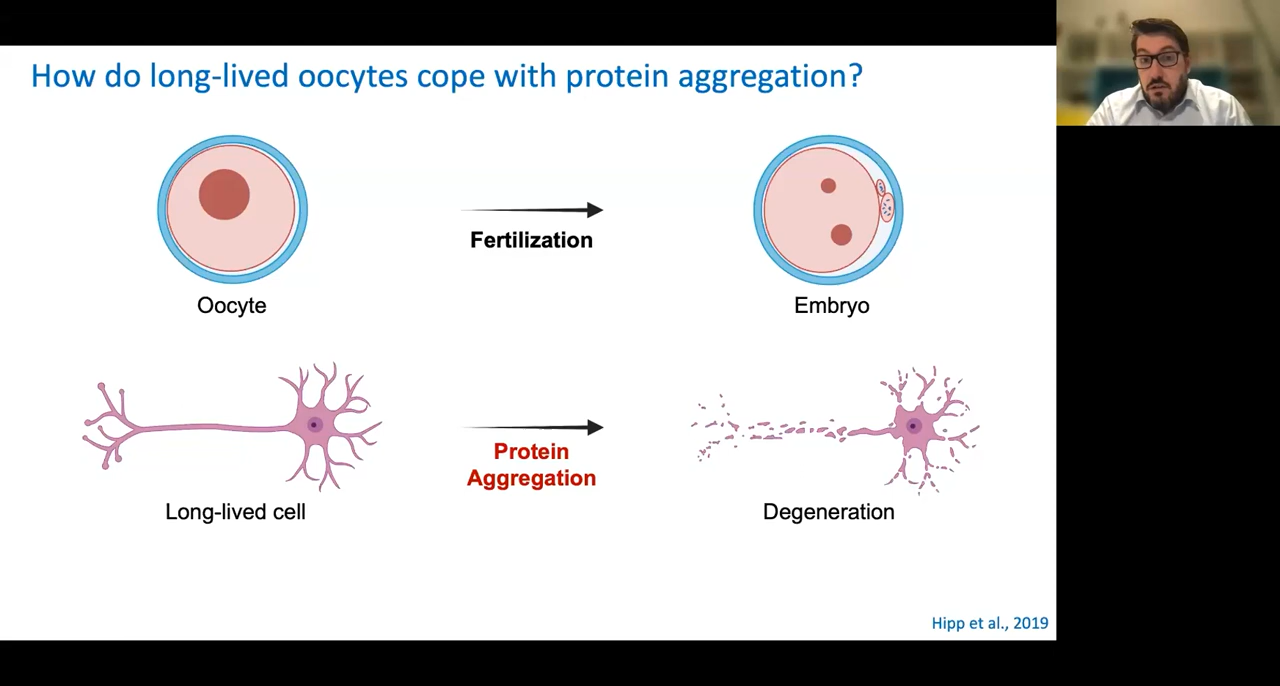 How do long-lived oocytes cope with protein aggregation?
Fertilization
Oocyte
Embryo
Protein
Aggregation
Long-lived cell
Degeneration
Hipp et al., 2019